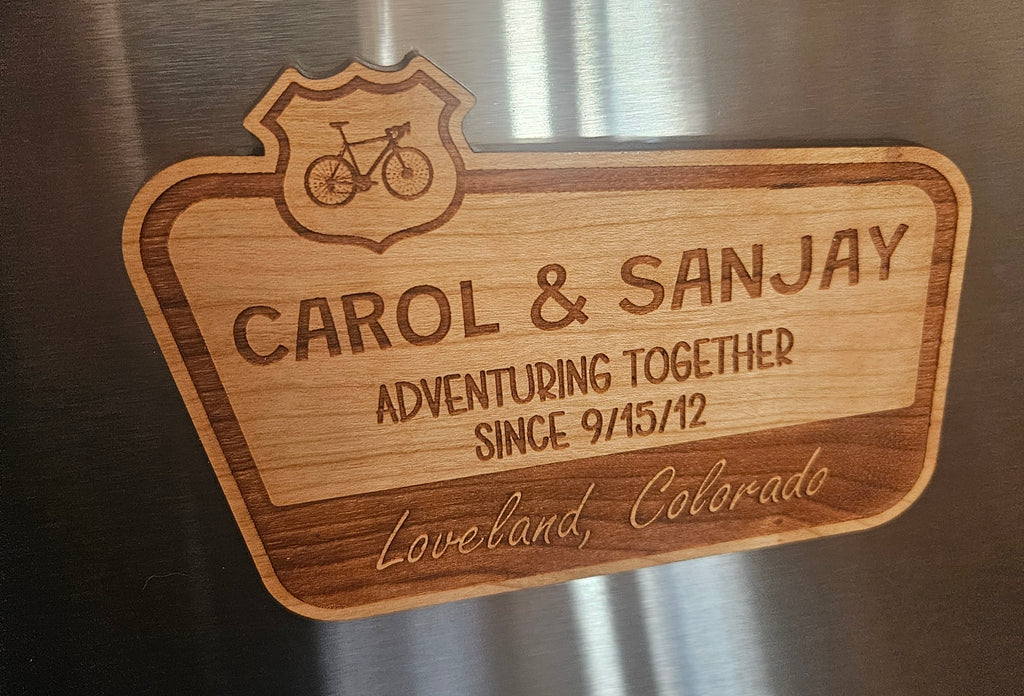 CAROL & SANJAY
ADVENTURING TOGETHER
SINCE 9/15/12
Loveland, Colorado